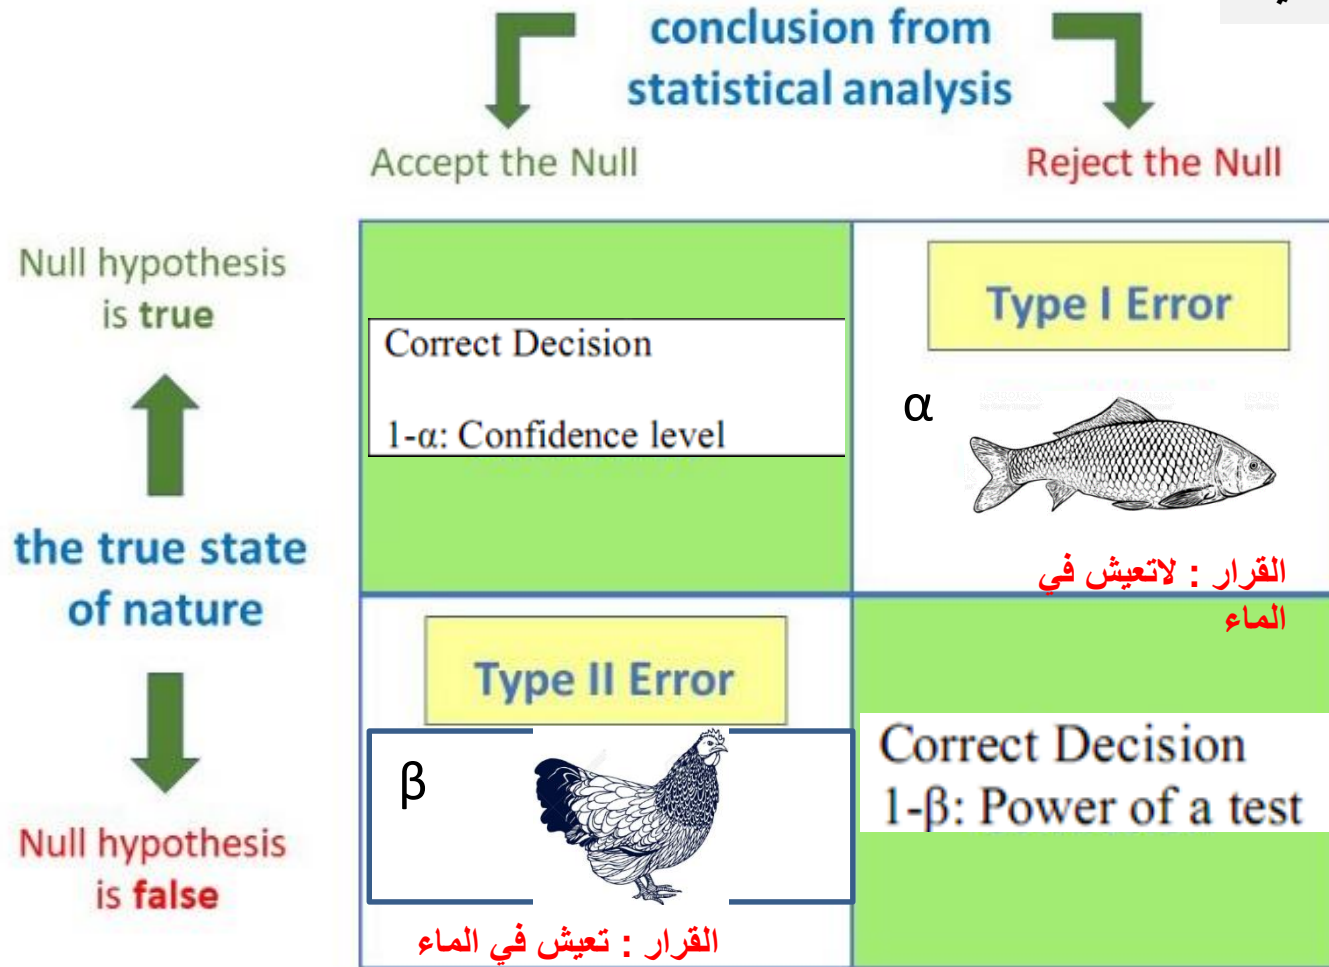 conclusion from
statistical analysis
Accept the Null
Reject the Null
Null hypothesis
is true
Correct Decision
1-α: Confidence level
Type I Error
α
القرار : لاتعيش في
الماء
the true state
of nature
Type II Error
β
Correct Decision
1-β: Power of a test
Null hypothesis
is false
القرار : تعيش في الماء